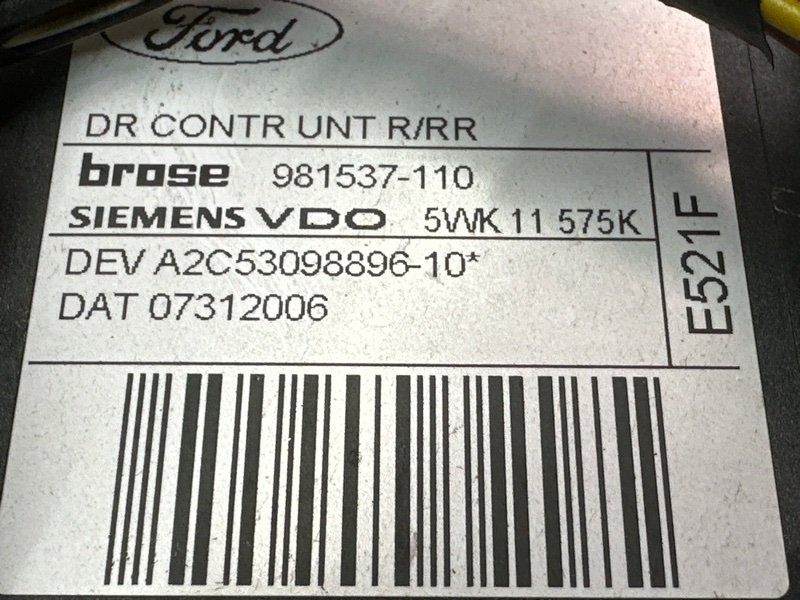 Ford
DR CONTR UNT R/RR
brose 981537-110
SIEMENS VDO 5WK 11 575K
DEV A2C53098896-10*
DAT 07312006
E521F